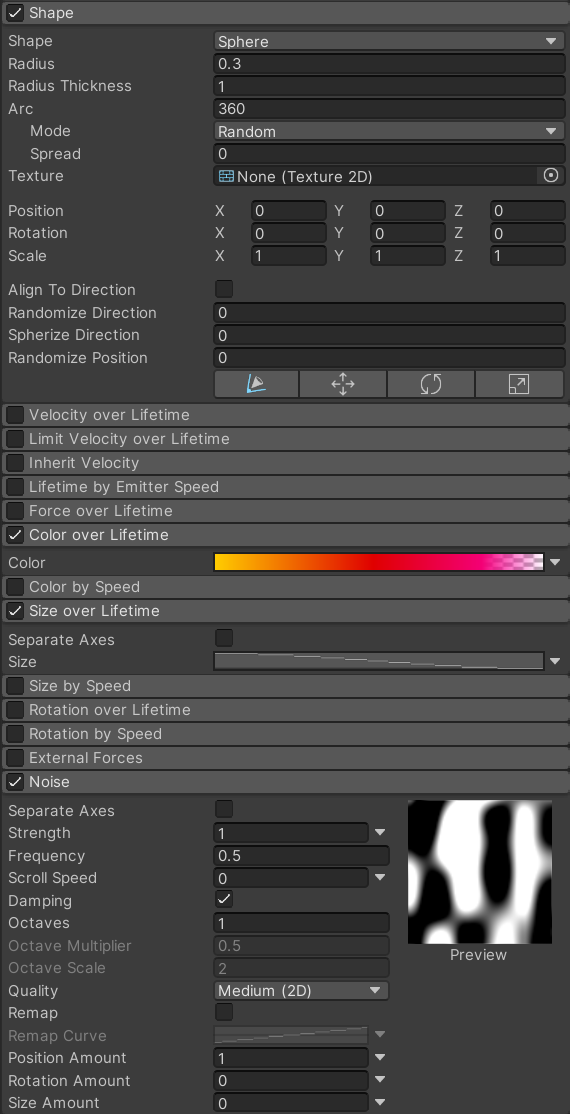 Shape
Shape Sphere
Radius 0.3
Radius Thickness 1
Arc 360
Mode Random
Spread 0
Texture None (Texture 2D)
Position X 0 Y 0 Z 0
Rotation X 0 Y 0 Z 0
Scale X 1 Y 1 Z 1
Align To Direction
Randomize Direction 0
Spherize Direction 0
Randomize Position 0
Velocity over Lifetime
Limit Velocity over Lifetime
Inherit Velocity
Lifetime by Emitter Speed
Force over Lifetime
Color over Lifetime
Color
Color by Speed
Size over Lifetime
Separate Axes
Size
Size by Speed
Rotation over Lifetime
Rotation by Speed
External Forces
Noise
Separate Axes
Strength 1
Frequency 0.5
Scroll Speed 0
Damping
Octaves 1
Octave Multiplier 0.5
Octave Scale 2
Quality Medium (2D)
Remap
Remap Curve
Position Amount 1
Rotation Amount 0
Size Amount 0
Preview